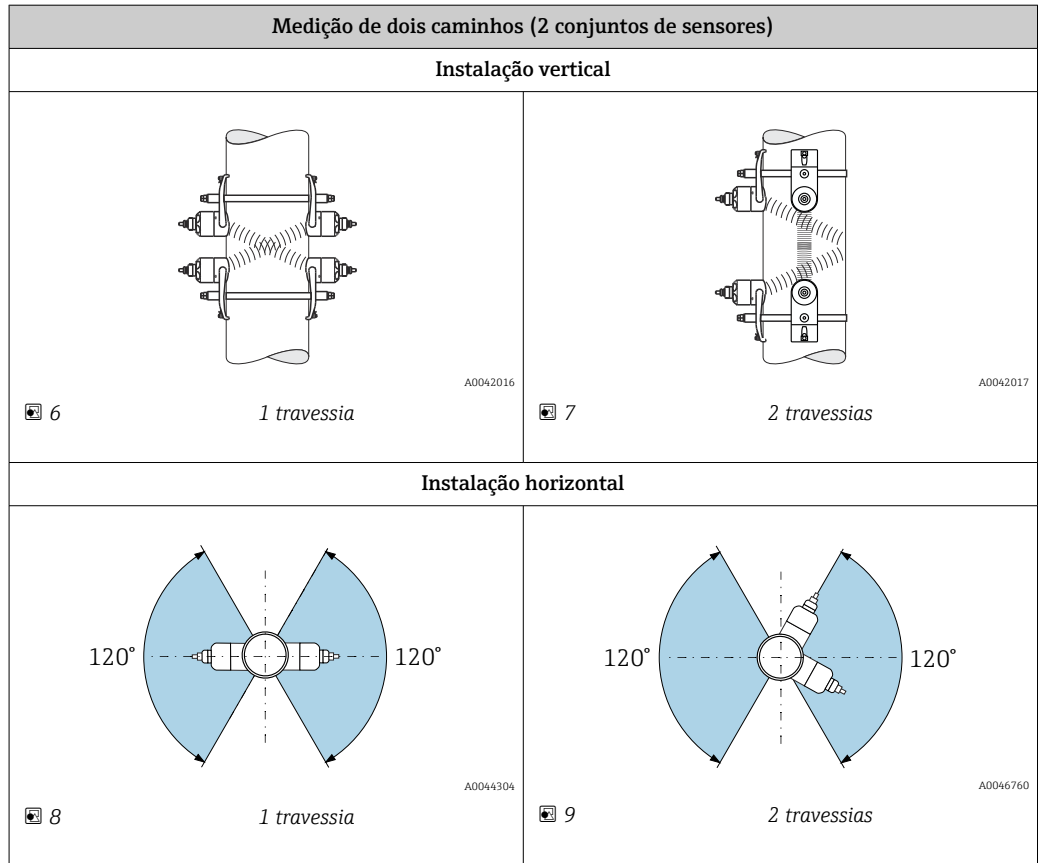 Medição de dois caminhos (2 conjuntos de sensores)
Instalação vertical
A0042016
6 1 travessia
A0042017
7 2 travessias
Instalação horizontal
120° 120°
A0044304
8 1 travessia
120° 120°
A0046760
9 2 travessias